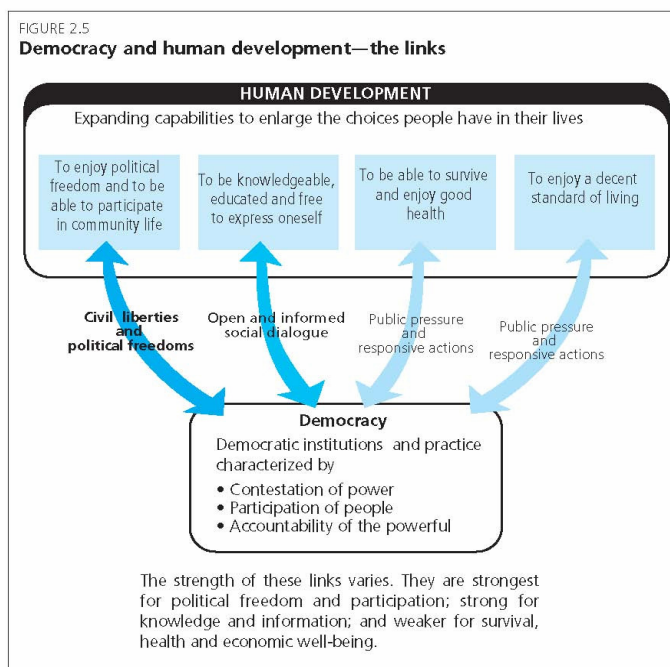 FIGURE 2.5
Democracy and human development—the links
HUMAN DEVELOPMENT
Expanding capabilities to enlarge the choices people have in their lives
To enjoy political
freedom and to be
able to participate
in community life
To be knowledgeable,
educated and free
to express oneself
To be able to survive
and enjoy good
health
To enjoy a decent
standard of living
Civil liberties
and
political freedoms
Open and informed
social dialogue
Public pressure
and
responsive actions
Public pressure
and
responsive actions
Democracy
Democratic institutions and practice
characterized by
• Contestation of power
• Participation of people
• Accountability of the powerful
The strength of these links varies. They are strongest
for political freedom and participation; strong for
knowledge and information; and weaker for survival,
health and economic well-being.